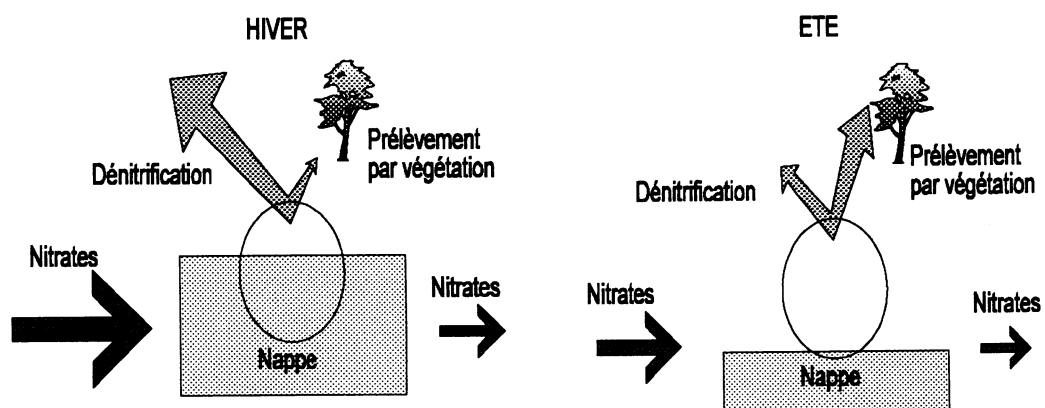 HIVER
Dénitrification
Prélèvement
par végétation
Nitrates
Nitrates
Nappe
ETE
Dénitrification
Prélèvement
par végétation
Nitrates
Nitrates
Nappe